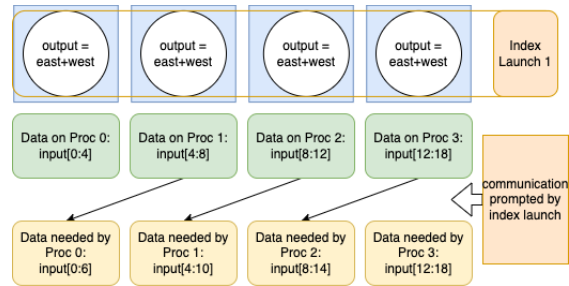 output =
east+west
output =
east+west
output =
east+west
output =
east+west
Index
Launch 1
Data on Proc 0:
input[0:4]
Data on Proc 1:
input[4:8]
Data on Proc 2:
input[8:12]
Data on Proc 3:
input[12:18]
communication
prompted by
index launch
Data needed by
Proc 0:
input[0:6]
Data needed by
Proc 1:
input[4:10]
Data needed by
Proc 2:
input[8:14]
Data needed by
Proc 3:
input[12:18]